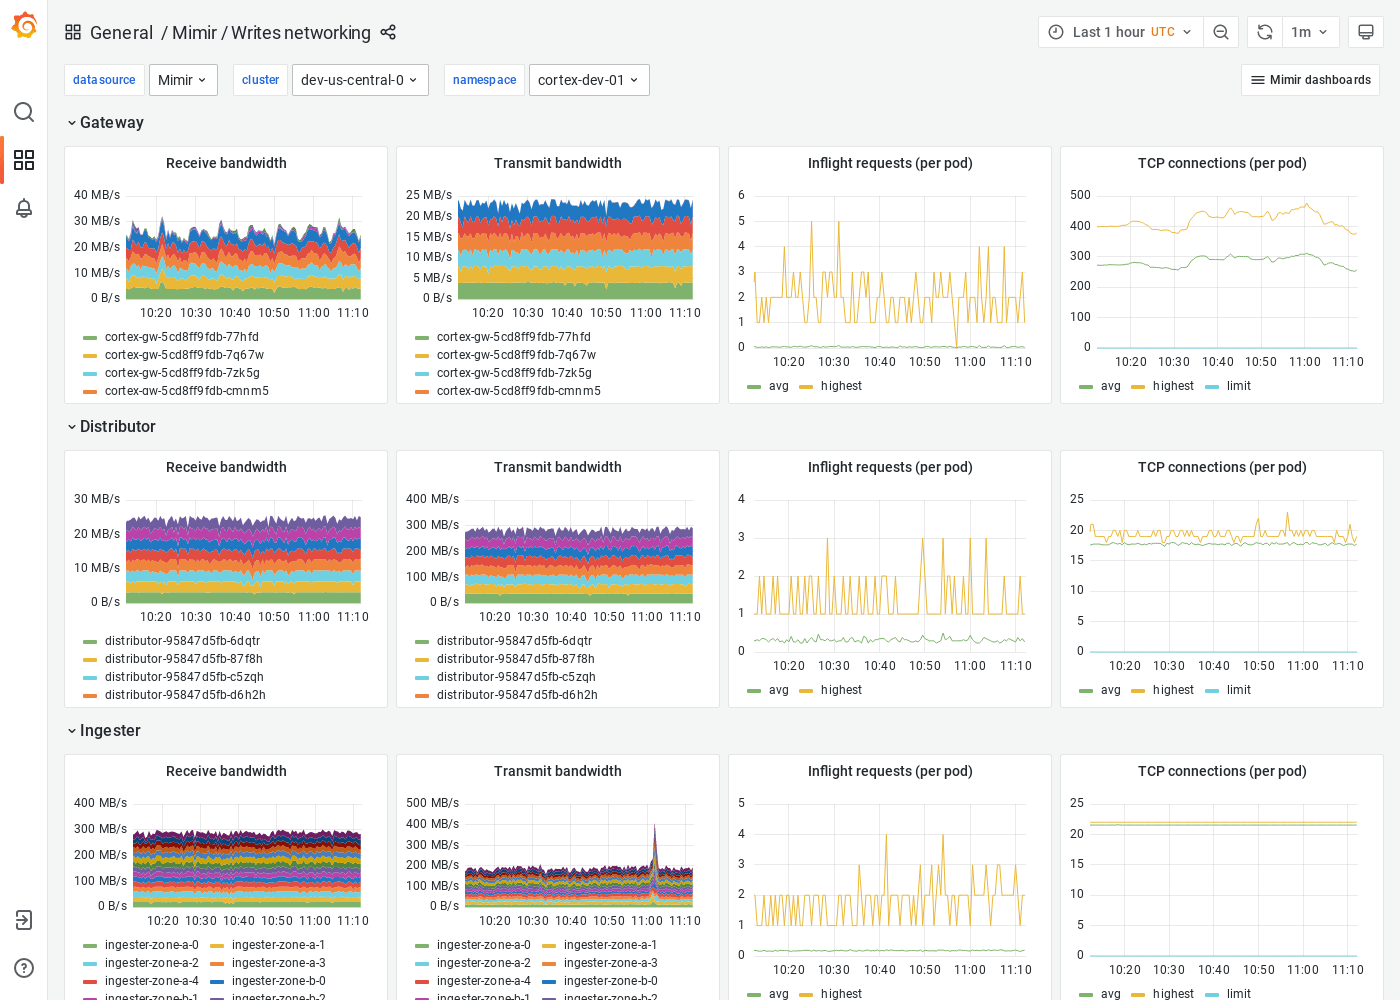 General / Mimir / Writes networking
Last 1 hour UTC
1m
datasource Mimir cluster dev-us-central-0 namespace cortex-dev-01
Mimir dashboards
Gateway
Receive bandwidth
40 MB/s
30 MB/s
20 MB/s
10 MB/s
0 B/s
10:20 10:30 10:40 10:50 11:00 11:10
cortex-gw-5cd8ff9fdb-77hfd
cortex-gw-5cd8ff9fdb-7q67w
cortex-gw-5cd8ff9fdb-7zk5g
cortex-gw-5cd8ff9fdb-cmnm5
Transmit bandwidth
25 MB/s
20 MB/s
15 MB/s
10 MB/s
5 MB/s
0 B/s
10:20 10:30 10:40 10:50 11:00 11:10
cortex-gw-5cd8ff9fdb-77hfd
cortex-gw-5cd8ff9fdb-7q67w
cortex-gw-5cd8ff9fdb-7zk5g
cortex-gw-5cd8ff9fdb-cmnm5
Inflight requests (per pod)
6
5
4
3
2
1
0
10:20 10:30 10:40 10:50 11:00 11:10
avg highest
TCP connections (per pod)
500
400
300
200
100
0
10:20 10:30 10:40 10:50 11:00 11:10
avg highest limit
Distributor
Receive bandwidth
30 MB/s
20 MB/s
10 MB/s
0 B/s
10:20 10:30 10:40 10:50 11:00 11:10
distributor-95847d5fb-6dqtr
distributor-95847d5fb-87f8h
distributor-95847d5fb-c5zqh
distributor-95847d5fb-d6h2h
Transmit bandwidth
400 MB/s
300 MB/s
200 MB/s
100 MB/s
0 B/s
10:20 10:30 10:40 10:50 11:00 11:10
distributor-95847d5fb-6dqtr
distributor-95847d5fb-87f8h
distributor-95847d5fb-c5zqh
distributor-95847d5fb-d6h2h
Inflight requests (per pod)
4
3
2
1
0
10:20 10:30 10:40 10:50 11:00 11:10
avg highest
TCP connections (per pod)
25
20
15
10
5
0
10:20 10:30 10:40 10:50 11:00 11:10
avg highest limit
Ingester
Receive bandwidth
400 MB/s
300 MB/s
200 MB/s
100 MB/s
0 B/s
10:20 10:30 10:40 10:50 11:00 11:10
ingester-zone-a-0 ingester-zone-a-1
ingester-zone-a-2 ingester-zone-a-3
ingester-zone-a-4 ingester-zone-b-0
ingester-zone-b-1 ingester-zone-b-2
Transmit bandwidth
500 MB/s
400 MB/s
300 MB/s
200 MB/s
100 MB/s
0 B/s
10:20 10:30 10:40 10:50 11:00 11:10
ingester-zone-a-0 ingester-zone-a-1
ingester-zone-a-2 ingester-zone-a-3
ingester-zone-a-4 ingester-zone-b-0
ingester-zone-b-1 ingester-zone-b-2
Inflight requests (per pod)
5
4
3
2
1
0
10:20 10:30 10:40 10:50 11:00 11:10
avg highest
TCP connections (per pod)
25
20
15
10
5
0
10:20 10:30 10:40 10:50 11:00 11:10
avg highest limit